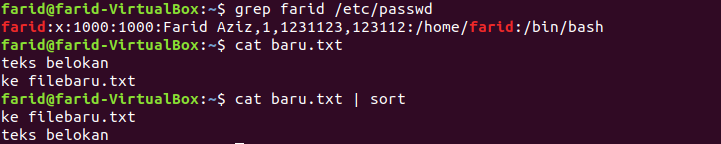 farid@farid-VirtualBox:~$ grep farid /etc/passwd
farid:x:1000:1000:Farid Aziz,1,1231123,123112:/home/farid:/bin/bash
farid@farid-VirtualBox:~$ cat baru.txt
teks belokan
ke filebaru.txt
farid@farid-VirtualBox:~$ cat baru.txt | sort
ke filebaru.txt
teks belokan